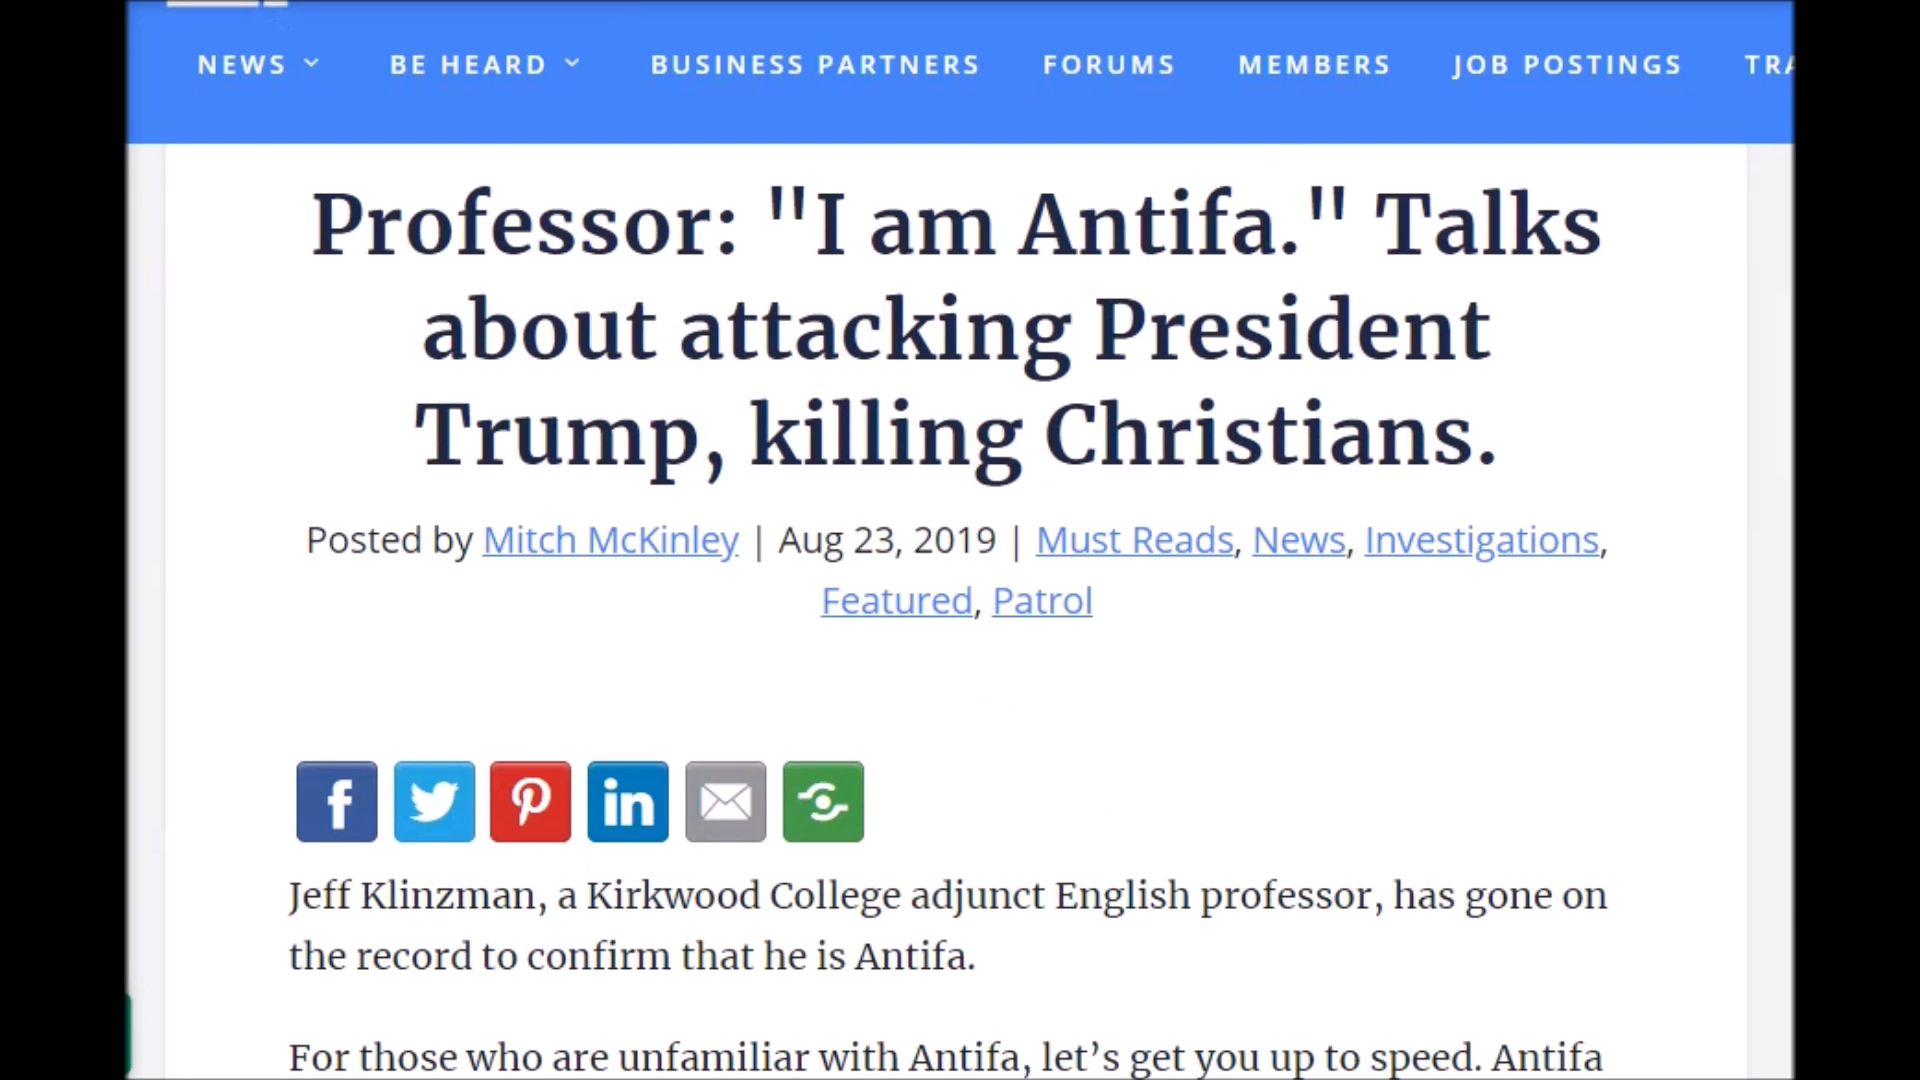 NEWS BE HEARD BUSINESS PARTNERS FORUMS MEMBERS JOB POSTINGS TRA
Professor: "I am Antifa." Talks
about attacking President
Trump, killing Christians.
Posted by Mitch McKinley | Aug 23, 2019 | Must Reads, News, Investigations,
Featured, Patrol
Jeff Klinzman, a Kirkwood College adjunct English professor, has gone on
the record to confirm that he is Antifa.
For those who are unfamiliar with Antifa, let’s get you up to speed. Antifa